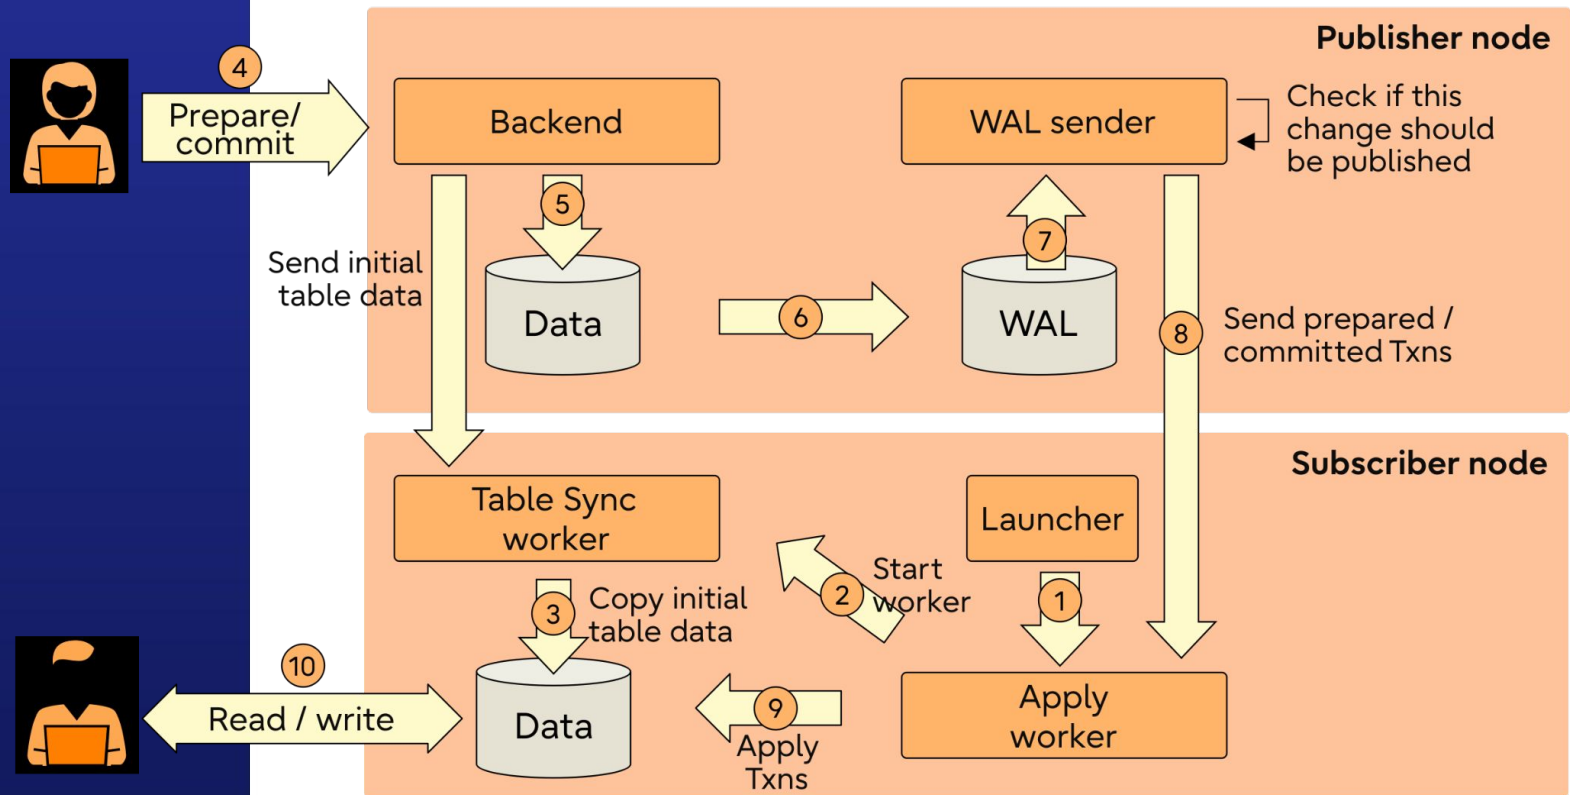 Publisher node
4
Prepare/
commit
Backend
WAL sender
Check if this
change should
be published
5
7
Send initial
table data
Data
6
WAL
8
Send prepared /
committed Txns
Subscriber node
Table Sync
worker
Launcher
3
Copy initial
table data
2
Start
worker
1
10
Read / write
Data
9
Apply
Txns
Apply
worker